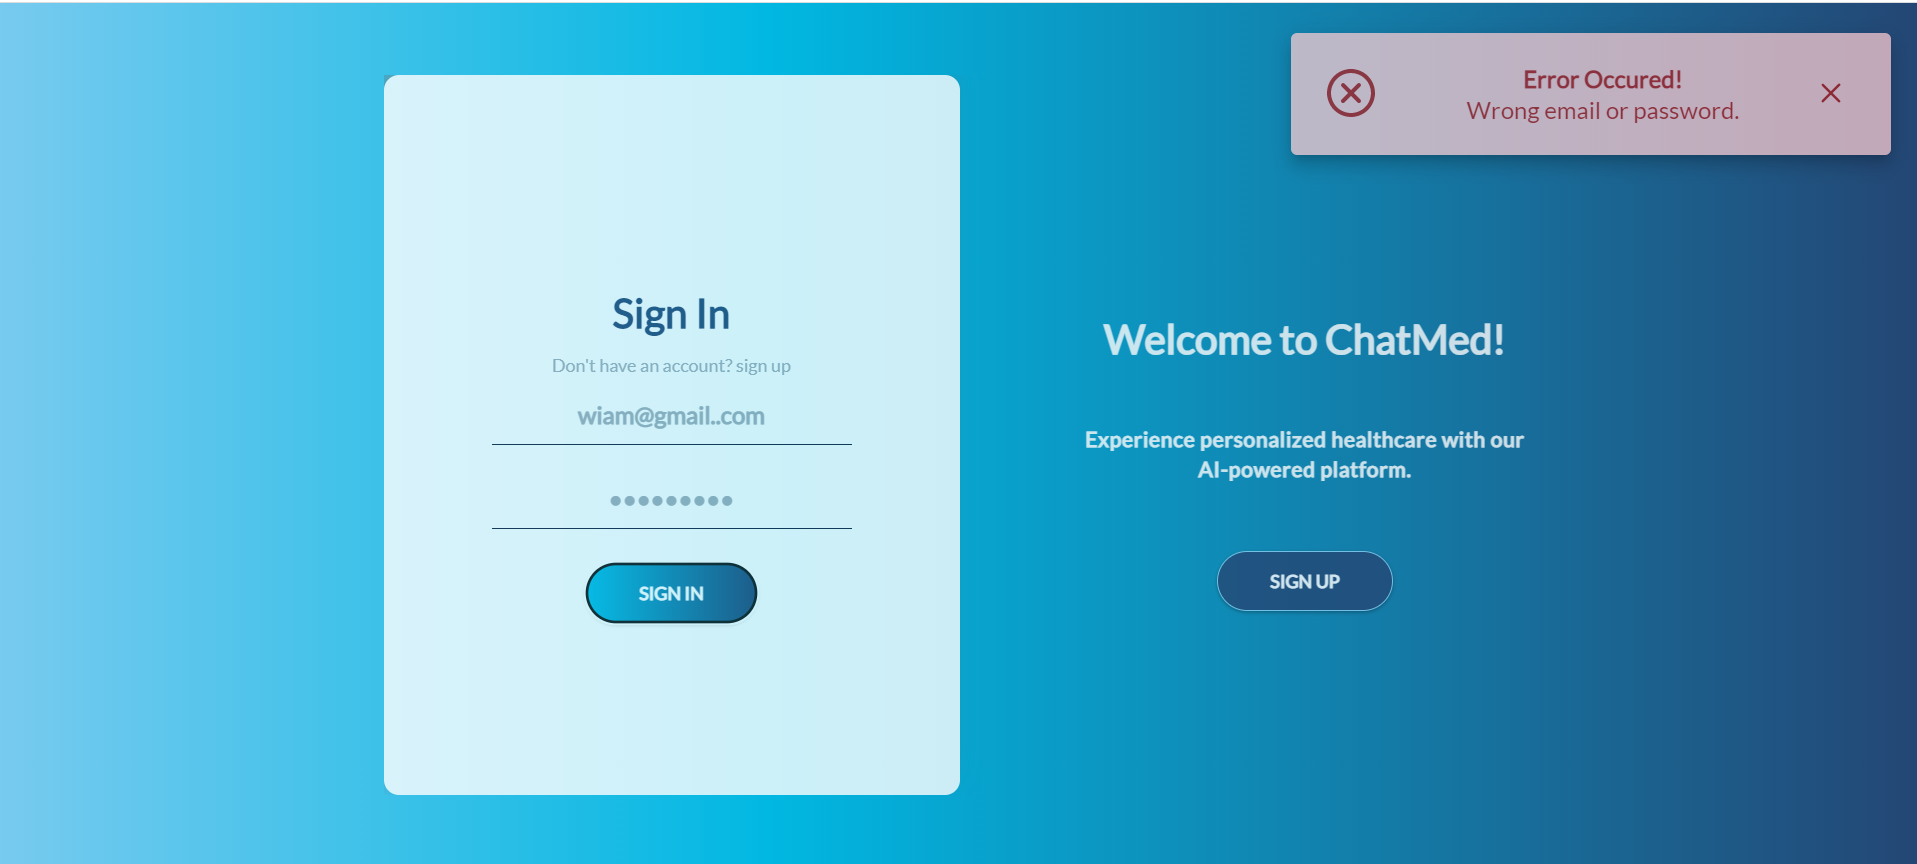 Error Occured!
Wrong email or password.
Sign In
Don't have an account? sign up
wiam@gmail..com
●●●●●●●●●
SIGN IN
Welcome to ChatMed!
Experience personalized healthcare with our
AI-powered platform.
SIGN UP